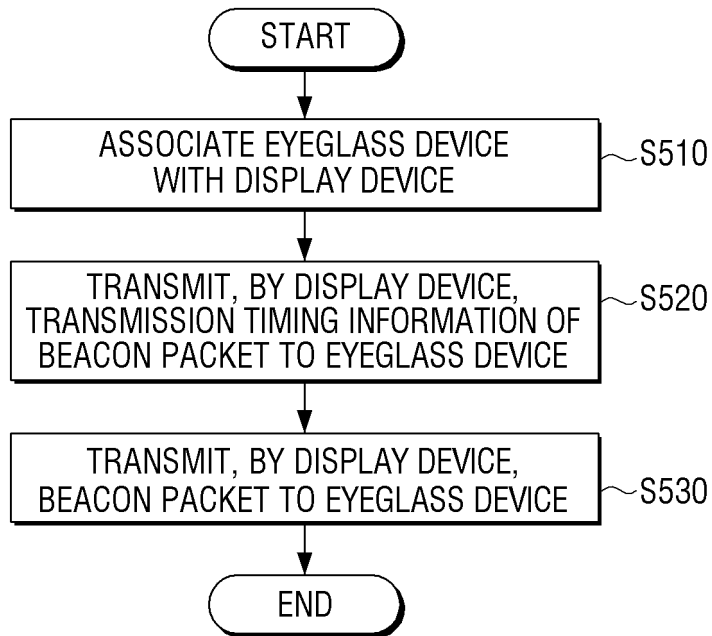 START
ASSOCIATE EYEGLASS DEVICE
WITH DISPLAY DEVICE
S510
TRANSMIT, BY DISPLAY DEVICE,
TRANSMISSION TIMING INFORMATION OF
BEACON PACKET TO EYEGLASS DEVICE
S520
TRANSMIT, BY DISPLAY DEVICE,
BEACON PACKET TO EYEGLASS DEVICE
S530
END